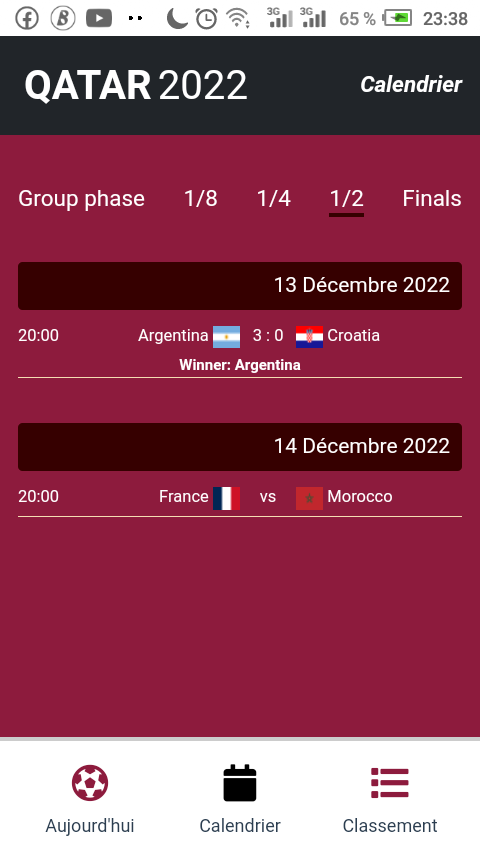 3G 3G 65 % 23:38
QATAR 2022 Calendrier
Group phase 1/8 1/4 1/2 Finals
13 Décembre 2022
20:00 Argentina 3 : 0 Croatia
Winner: Argentina
14 Décembre 2022
20:00 France vs Morocco
Aujourd'hui Calendrier Classement